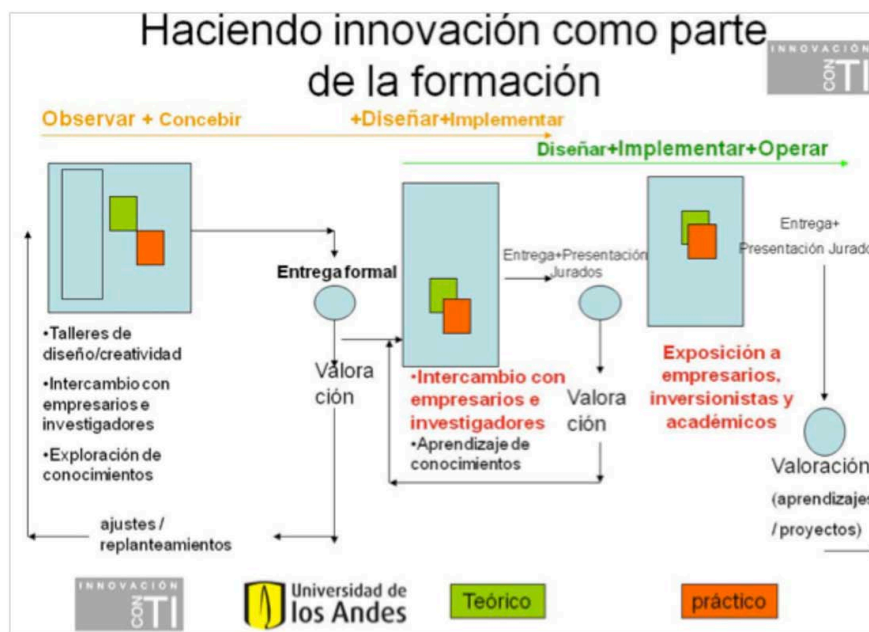 Haciendo innovación como parte
de la formación
INNOVACIÓN
CON TI
Observar + Concebir
+Diseñar+Implementar
Diseñar+Implementar+Operar
Entrega formal
Valora
ción
•Talleres de
diseño/creatividad
•Intercambio con
empresarios e
investigadores
•Exploración de
conocimientos
ajustes /
replanteamientos
Entrega+Presentación
Jurados
Valora
ción
•Intercambio con
empresarios e
investigadores
•Aprendizaje de
conocimientos
Entrega+
Presentación Jurado
Exposición a
empresarios,
inversionistas y
académicos
Valoración
(aprendizajes
/ proyectos)
INNOVACIÓN
CON TI
Universidad de
los Andes
Teórico
práctico